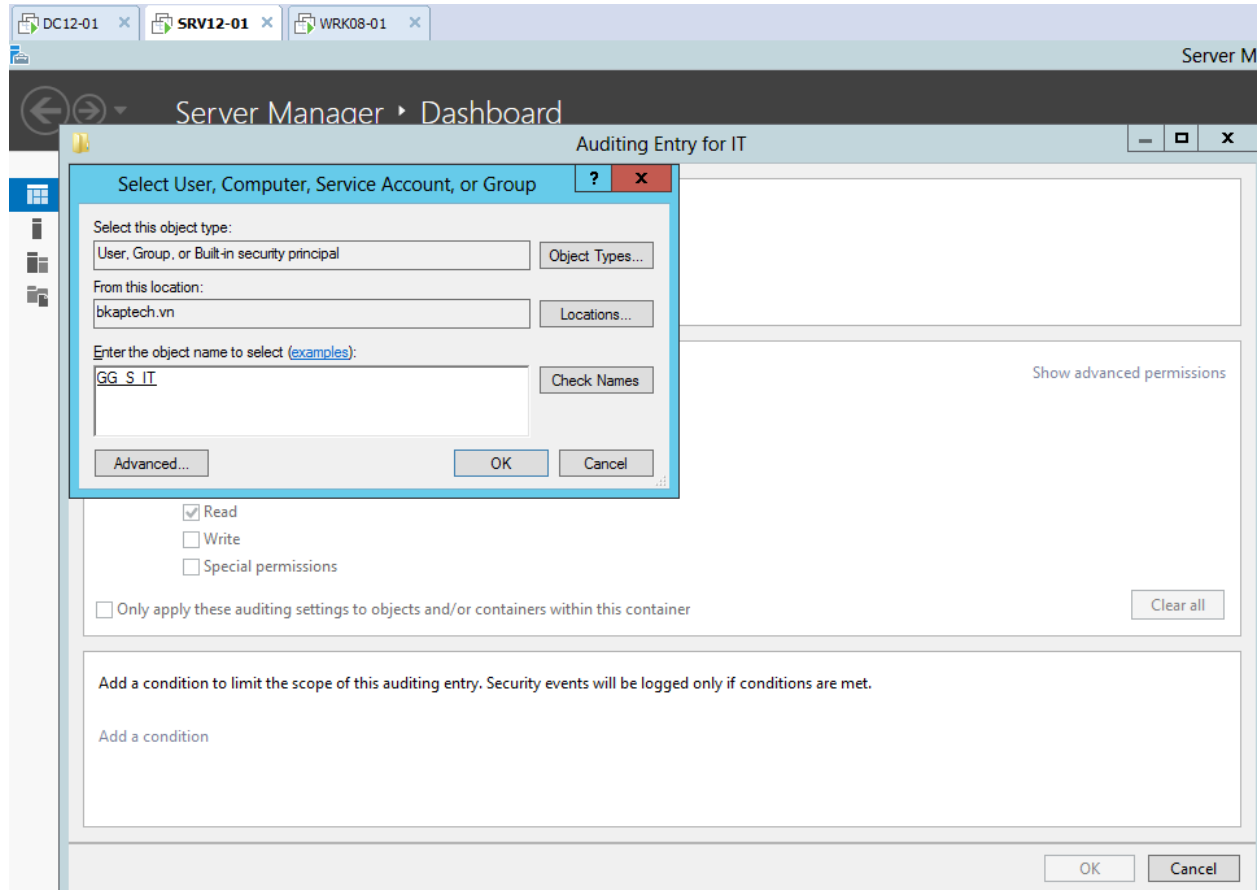 DC12-01
SRV12-01
WRK08-01
Server M
Server Manager ‣ Dashboard
Auditing Entry for IT
Select User, Computer, Service Account, or Group
Select this object type:
User, Group, or Built-in security principal
Object Types...
From this location:
bkaptech.vn
Locations...
Enter the object name to select (examples):
GG_S_IT
Check Names
Advanced...
OK
Cancel
Show advanced permissions
Read
Write
Special permissions
Only apply these auditing settings to objects and/or containers within this container
Clear all
Add a condition to limit the scope of this auditing entry. Security events will be logged only if conditions are met.
Add a condition
OK
Cancel